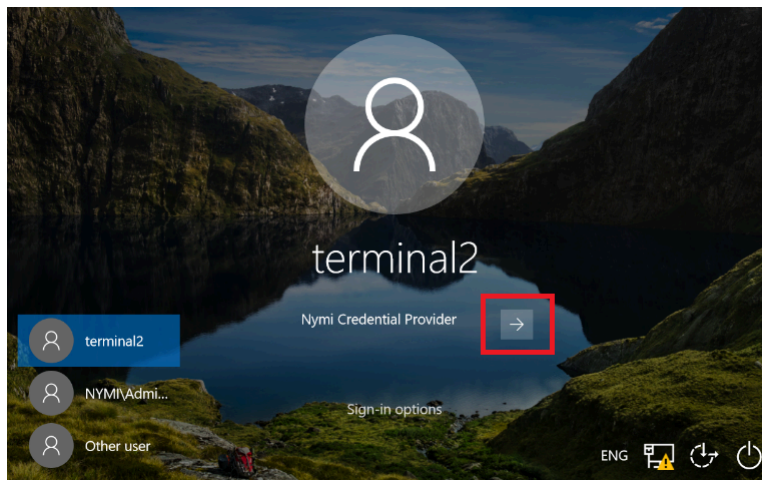 terminal2
Nymi Credential Provider
Sign-in options
terminal2
NYMI\Admi...
Other user
ENG